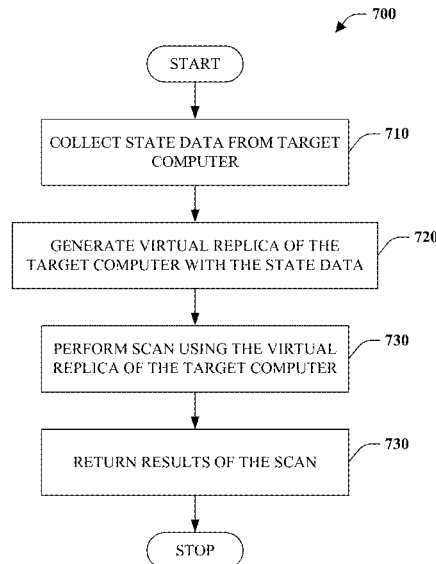 700
START
COLLECT STATE DATA FROM TARGET
COMPUTER
710
GENERATE VIRTUAL REPLICA OF THE
TARGET COMPUTER WITH THE STATE DATA
720
PERFORM SCAN USING THE VIRTUAL
REPLICA OF THE TARGET COMPUTER
730
RETURN RESULTS OF THE SCAN
730
STOP